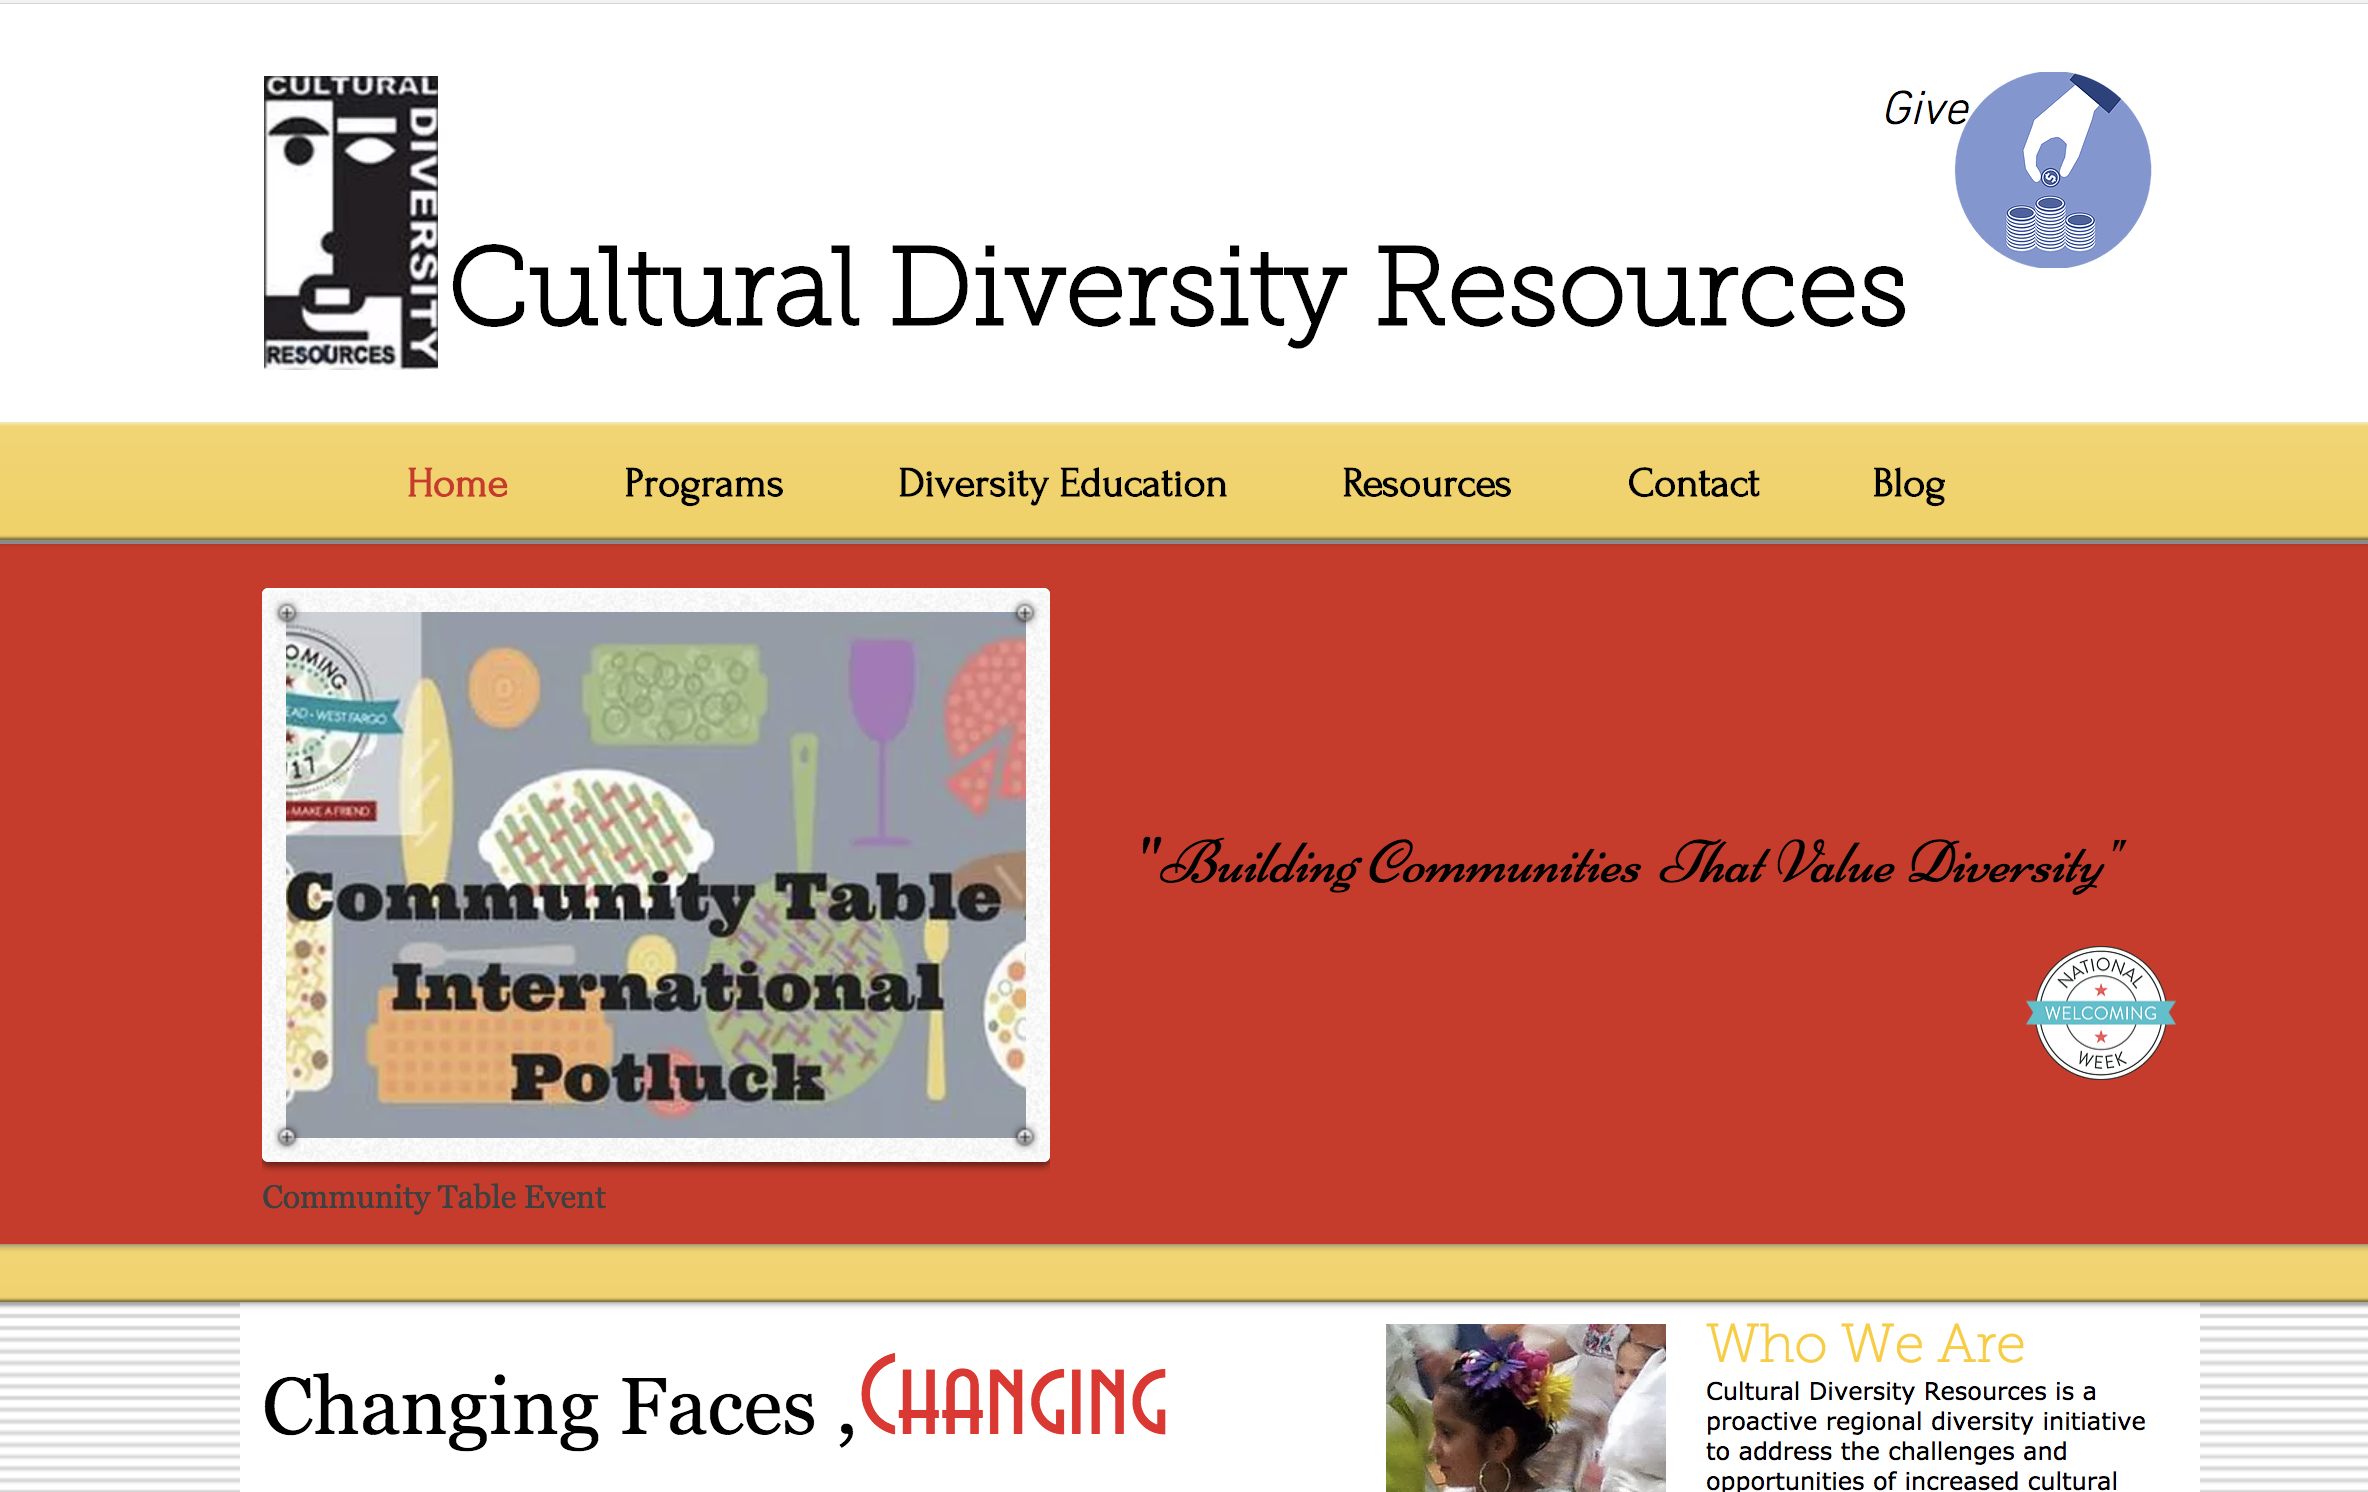 CULTURAL
DIVERSITY
RESOURCES
Cultural Diversity Resources
Give
Home
Programs
Diversity Education
Resources
Contact
Blog
OMING
EAD - WEST FARGO
17
MAKE A FRIEND
Community Table
International
Potluck
Community Table Event
"Building Communities That Value Diversity"
NATIONAL
WELCOMING
WEEK
Changing Faces ,CHANGING
Who We Are
Cultural Diversity Resources is a
proactive regional diversity initiative
to address the challenges and
opportunities of increased cultural